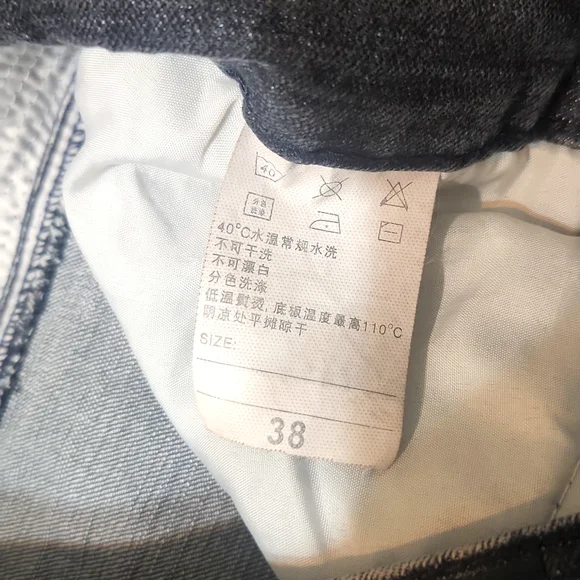 40
分色
洗涤
40°C水温常规水洗
不可干洗
不可漂白
分色洗涤
低温熨烫,底板温度最高110°C
阴凉处平摊晾干
SIZE:
38